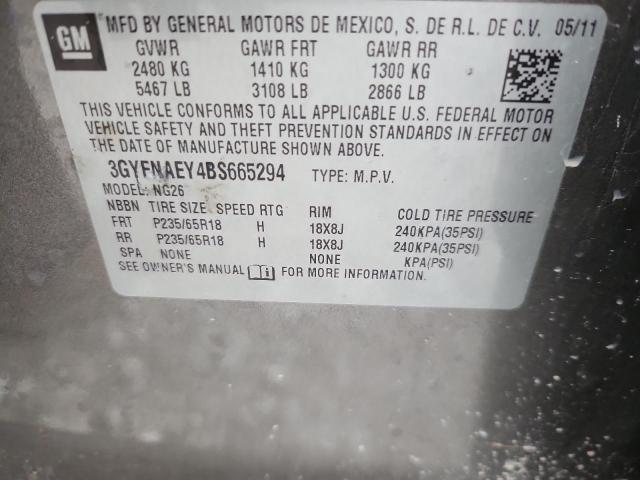 GM
MFD BY GENERAL MOTORS DE MEXICO, S. DE R.L. DE C.V. 05/11
GVWR GAWR FRT GAWR RR
2480 KG 1410 KG 1300 KG
5467 LB 3108 LB 2866 LB
THIS VEHICLE CONFORMS TO ALL APPLICABLE U.S. FEDERAL MOTOR
VEHICLE SAFETY AND THEFT PREVENTION STANDARDS IN EFFECT ON
THE DATE OF MANUFACTURE SHOWN ABOVE.
3GYFNAEY4BS665294 TYPE: M.P.V.
MODEL: NG26
NBBN TIRE SIZE SPEED RTG RIM COLD TIRE PRESSURE
FRT P235/65R18 H 18X8J 240KPA(35PSI)
RR P235/65R18 H 18X8J 240KPA(35PSI)
SPA NONE NONE KPA(PSI)
SEE OWNER'S MANUAL FOR MORE INFORMATION.